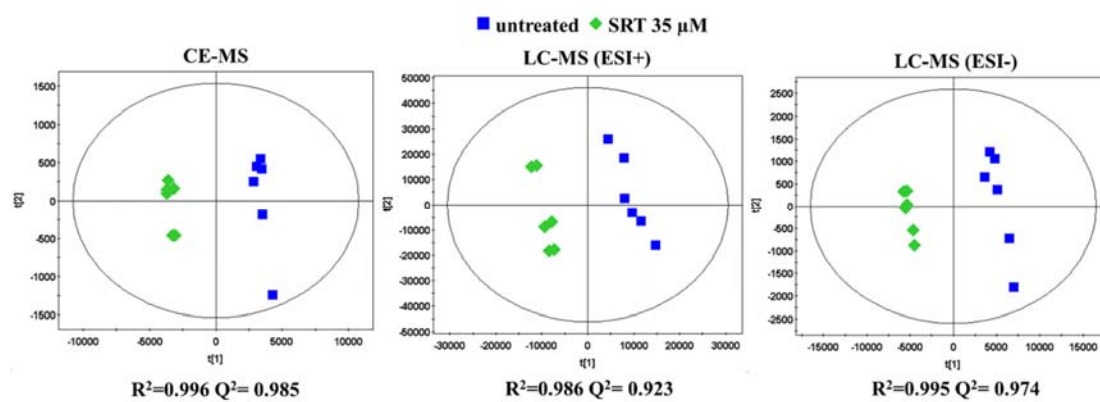 untreated SRT 35 µM
CE-MS
LC-MS (ESI+)
LC-MS (ESI-)
1500
1000
500
0
-500
-1000
-1500
t[2]
-10000 -5000 0 5000 10000
t[1]
R²=0.996 Q²= 0.985
50000
40000
30000
20000
10000
0
-10000
-20000
-30000
-40000
-50000
t[2]
-30000 -20000 -10000 0 10000 20000 30000
t[1]
R²=0.986 Q²= 0.923
2500
2000
1500
1000
500
0
-500
-1000
-1500
-2000
-2500
t[2]
-15000 -10000 -5000 0 5000 10000 15000
t[1]
R²=0.995 Q²= 0.974